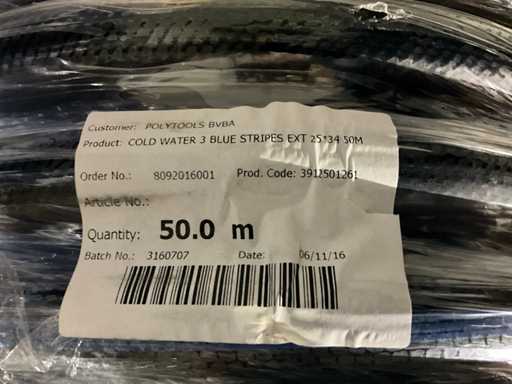 Customer: POLYTOOLS BVBA
Product: COLD WATER 3 BLUE STRIPES EXT 25*34 50M
Order No.: 8092016001 Prod. Code: 3912501261
Article No.:
Quantity: 50.0 m
Batch No.: 3160707 Date: 06/11/16